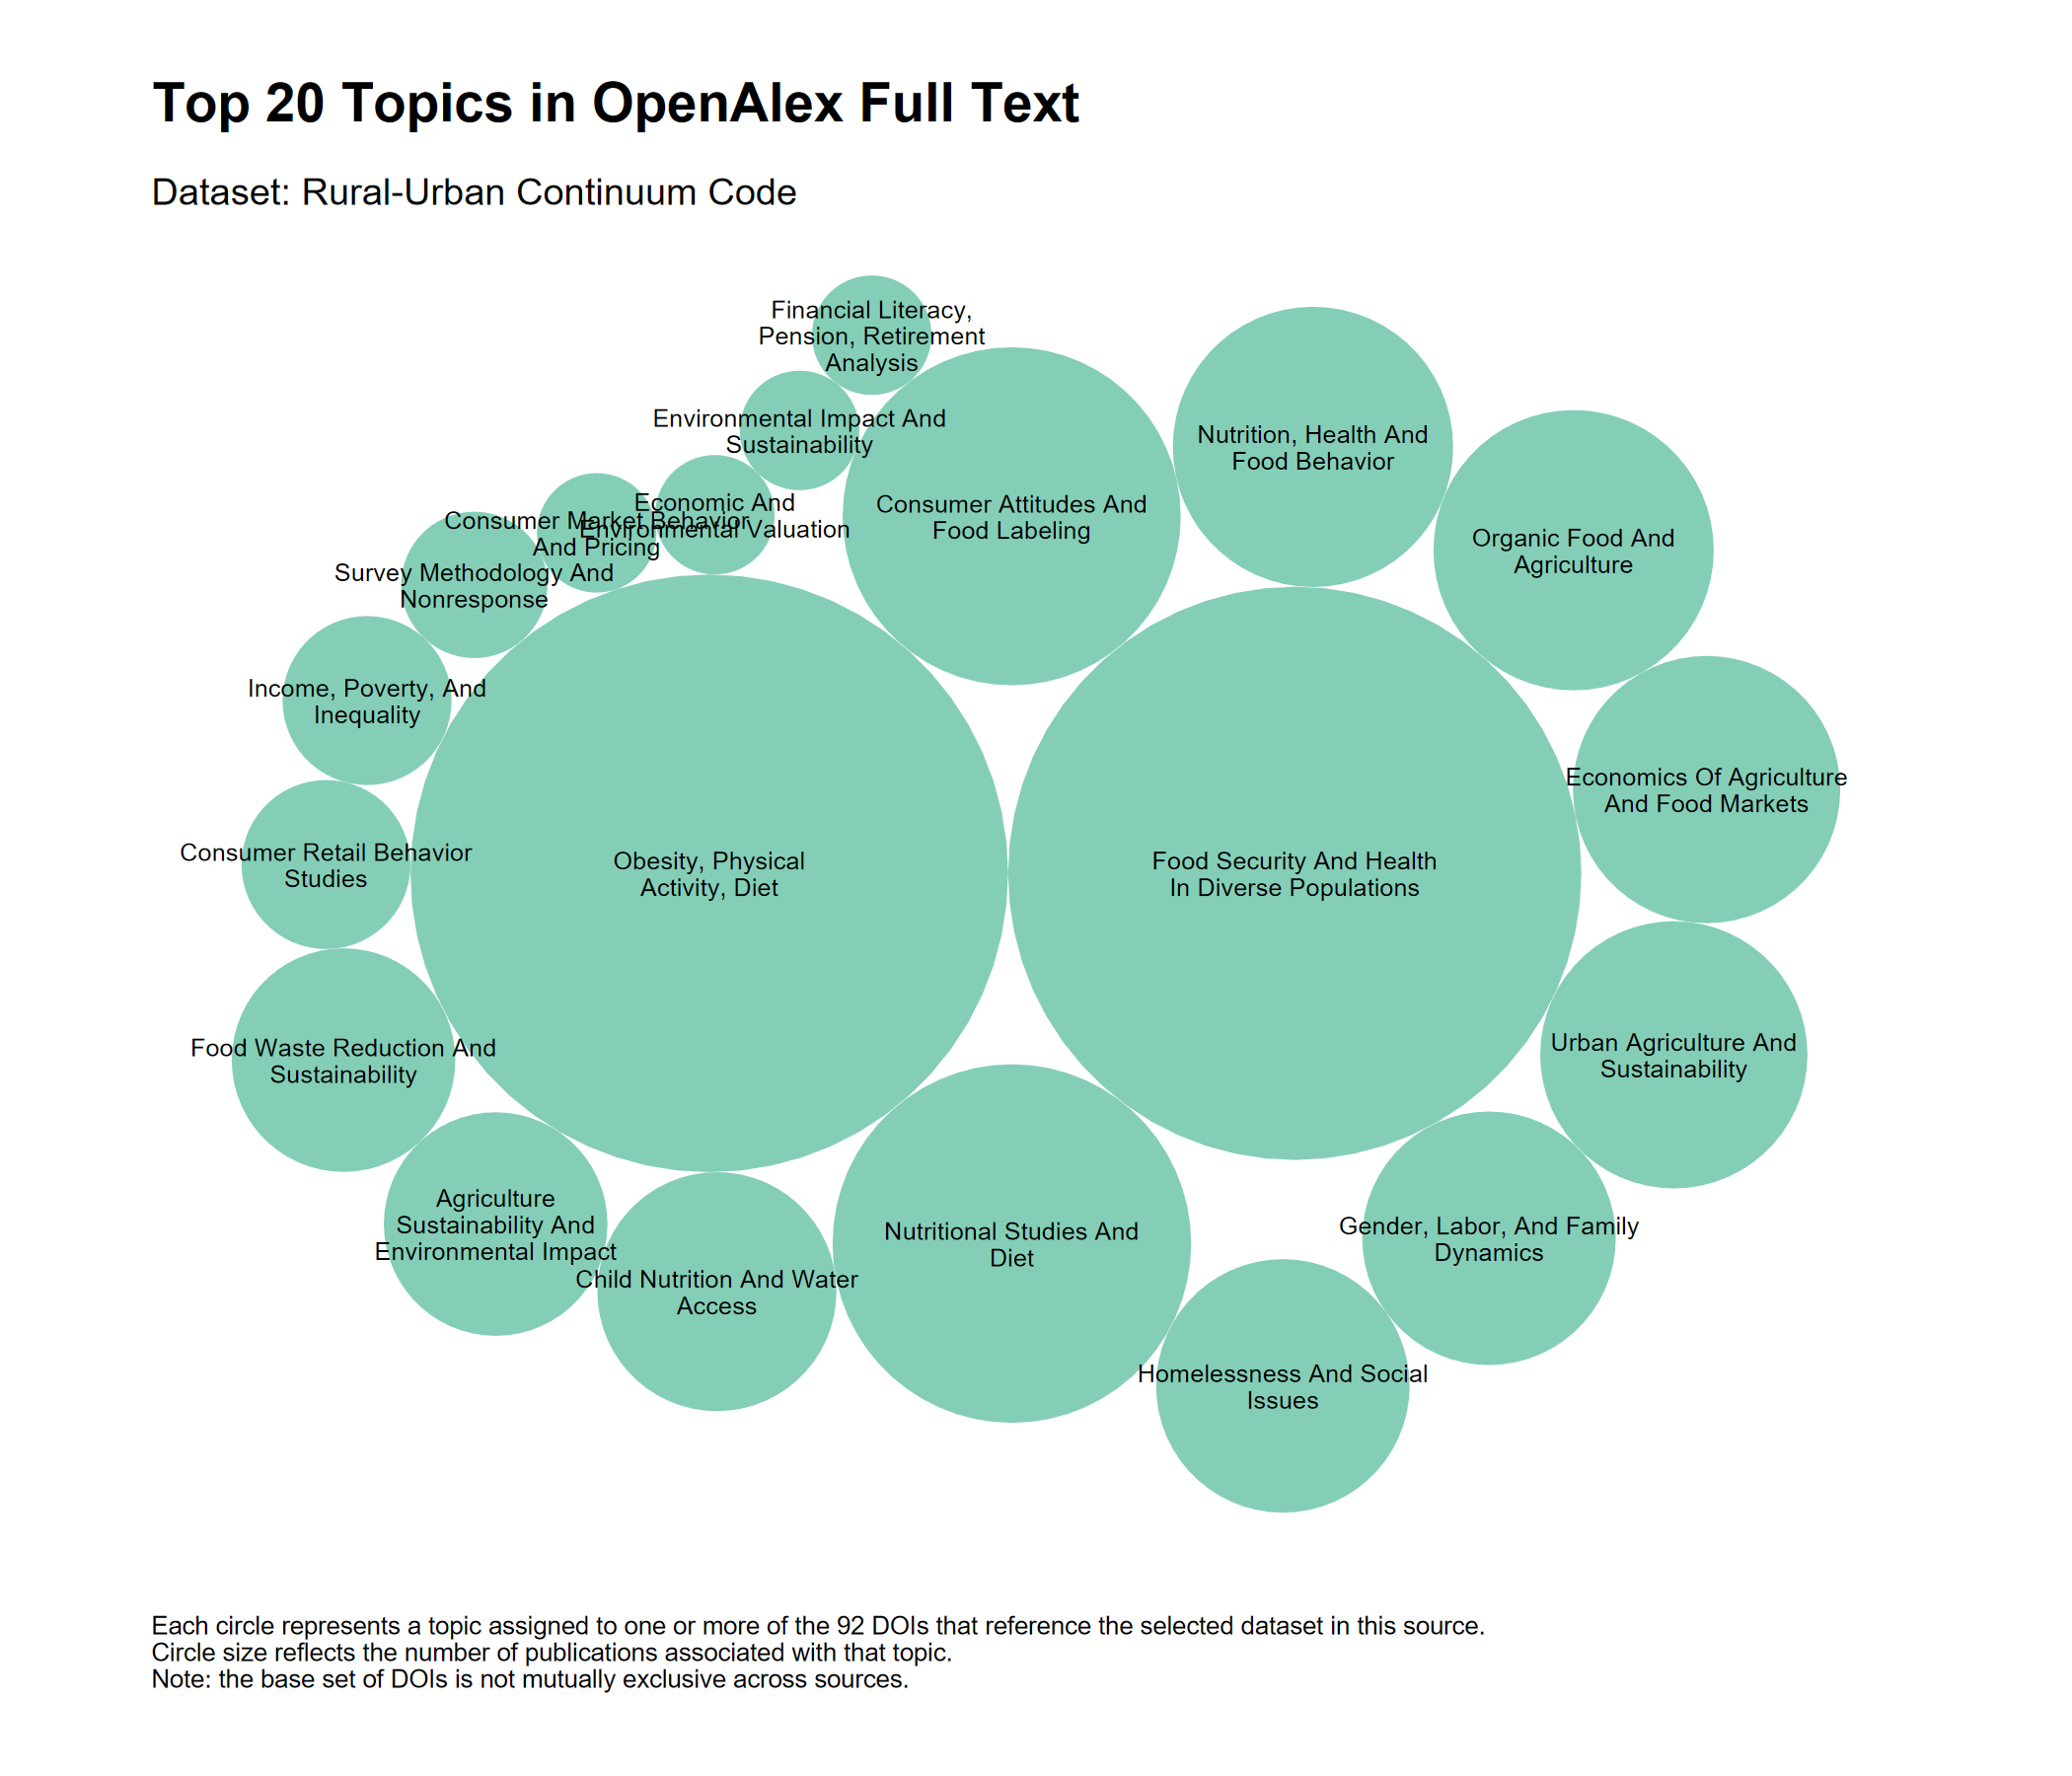 Top 20 Topics in OpenAlex Full Text
Dataset: Rural-Urban Continuum Code
Financial Literacy,
Pension, Retirement
Analysis
Environmental Impact And
Sustainability
Nutrition, Health And
Food Behavior
Economic And
Environmental Valuation
Consumer Market Behavior
And Pricing
Consumer Attitudes And
Food Labeling
Organic Food And
Agriculture
Survey Methodology And
Nonresponse
Income, Poverty, And
Inequality
Economics Of Agriculture
And Food Markets
Consumer Retail Behavior
Studies
Obesity, Physical
Activity, Diet
Food Security And Health
In Diverse Populations
Food Waste Reduction And
Sustainability
Urban Agriculture And
Sustainability
Agriculture
Sustainability And
Environmental Impact
Child Nutrition And Water
Access
Nutritional Studies And
Diet
Gender, Labor, And Family
Dynamics
Homelessness And Social
Issues
Each circle represents a topic assigned to one or more of the 92 DOIs that reference the selected dataset in this source.
Circle size reflects the number of publications associated with that topic.
Note: the base set of DOIs is not mutually exclusive across sources.